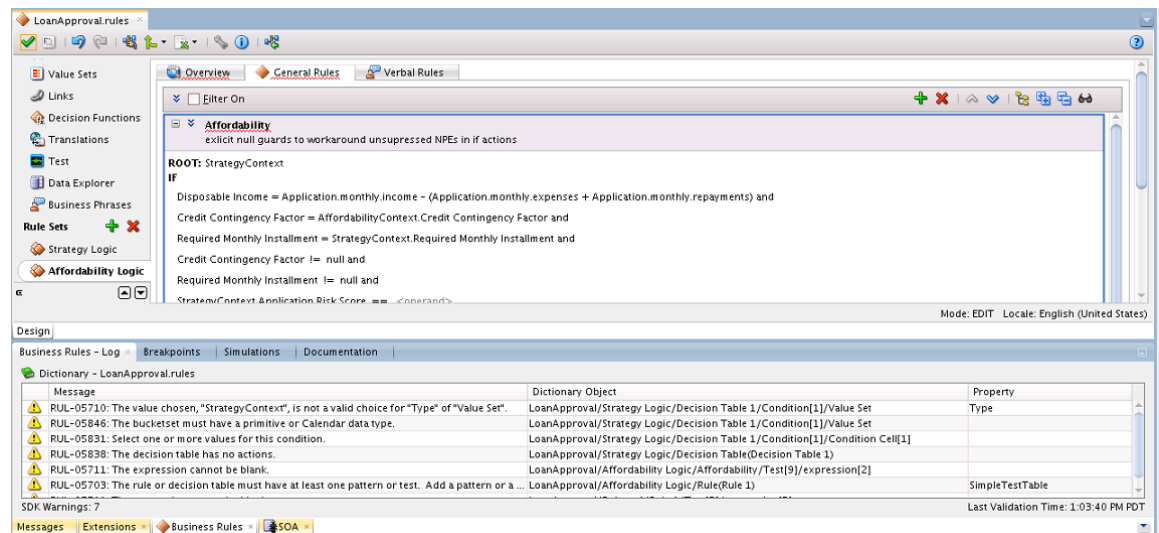 LoanApproval.rules
Value Sets
Links
Decision Functions
Translations
Test
Data Explorer
Business Phrases
Rule Sets
Strategy Logic
Affordability Logic
Overview
General Rules
Verbal Rules
Filter On
Affordability
exlicit null guards to workaround unsupressed NPEs in if actions
ROOT: StrategyContext
IF
Disposable Income = Application.monthly.income - (Application.monthly.expenses + Application.monthly.repayments) and
Credit Contingency Factor = AffordabilityContext.Credit Contingency Factor and
Required Monthly Installment = StrategyContext.Required Monthly Installment and
Credit Contingency Factor != null and
Required Monthly Installment != null and
StrategyContext.Application Risk Score == <operand>
Mode: EDIT Locale: English (United States)
Design
Business Rules - Log Breakpoints Simulations Documentation
Dictionary - LoanApproval.rules
Message Dictionary Object Property
RUL-05710: The value chosen, "StrategyContext", is not a valid choice for "Type" of "Value Set". LoanApproval/Strategy Logic/Decision Table 1/Condition[1]/Value Set Type
RUL-05846: The bucketset must have a primitive or Calendar data type. LoanApproval/Strategy Logic/Decision Table 1/Condition[1]/Value Set
RUL-05831: Select one or more values for this condition. LoanApproval/Strategy Logic/Decision Table 1/Condition[1]/Condition Cell[1]
RUL-05838: The decision table has no actions. LoanApproval/Strategy Logic/Decision Table(Decision Table 1)
RUL-05711: The expression cannot be blank. LoanApproval/Affordability Logic/Affordability/Test[9]/expression[2]
RUL-05703: The rule or decision table must have at least one pattern or test. Add a pattern or a ... LoanApproval/Affordability Logic/Rule(Rule 1) SimpleTestTable
SDK Warnings: 7 Last Validation Time: 1:03:40 PM PDT
Messages Extensions Business Rules SOA